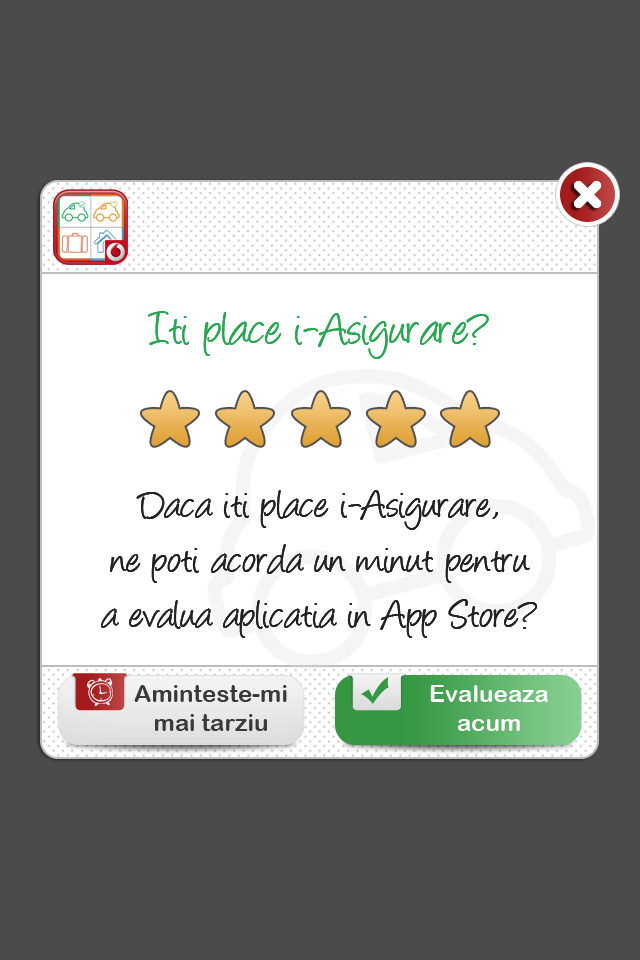 Iti place i-Asigurare?
Daca iti place i-Asigurare,
ne poti acorda un minut pentru
a evalua aplicatia in App Store?
Aminteste-mi
mai tarziu
Evalueaza
acum